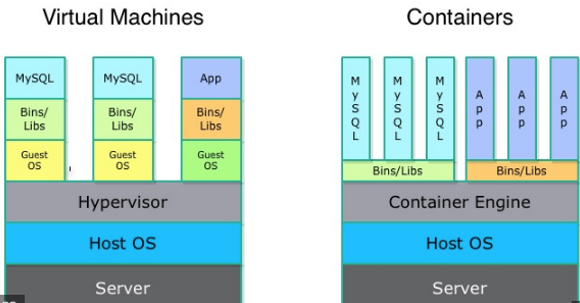 Virtual Machines
MySQL
Bins/
Libs
Guest
OS
MySQL
Bins/
Libs
Guest
OS
App
Bins/
Libs
Guest
OS
Hypervisor
Host OS
Server
Containers
MySQL
MySQL
MySQL
App
App
App
Bins/Libs
Bins/Libs
Container Engine
Host OS
Server